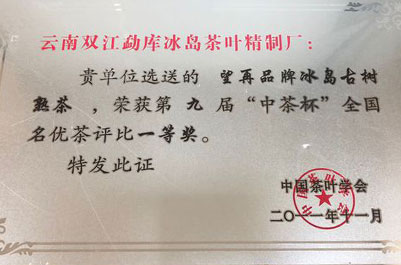 云南双江勐库冰岛茶叶精制厂：
贵单位选送的 望再品牌冰岛古树
熟茶，荣获第 九 届“中茶杯”全国
名优茶评比一等奖。
特发此证
中国茶叶学会
二〇一一年十一月